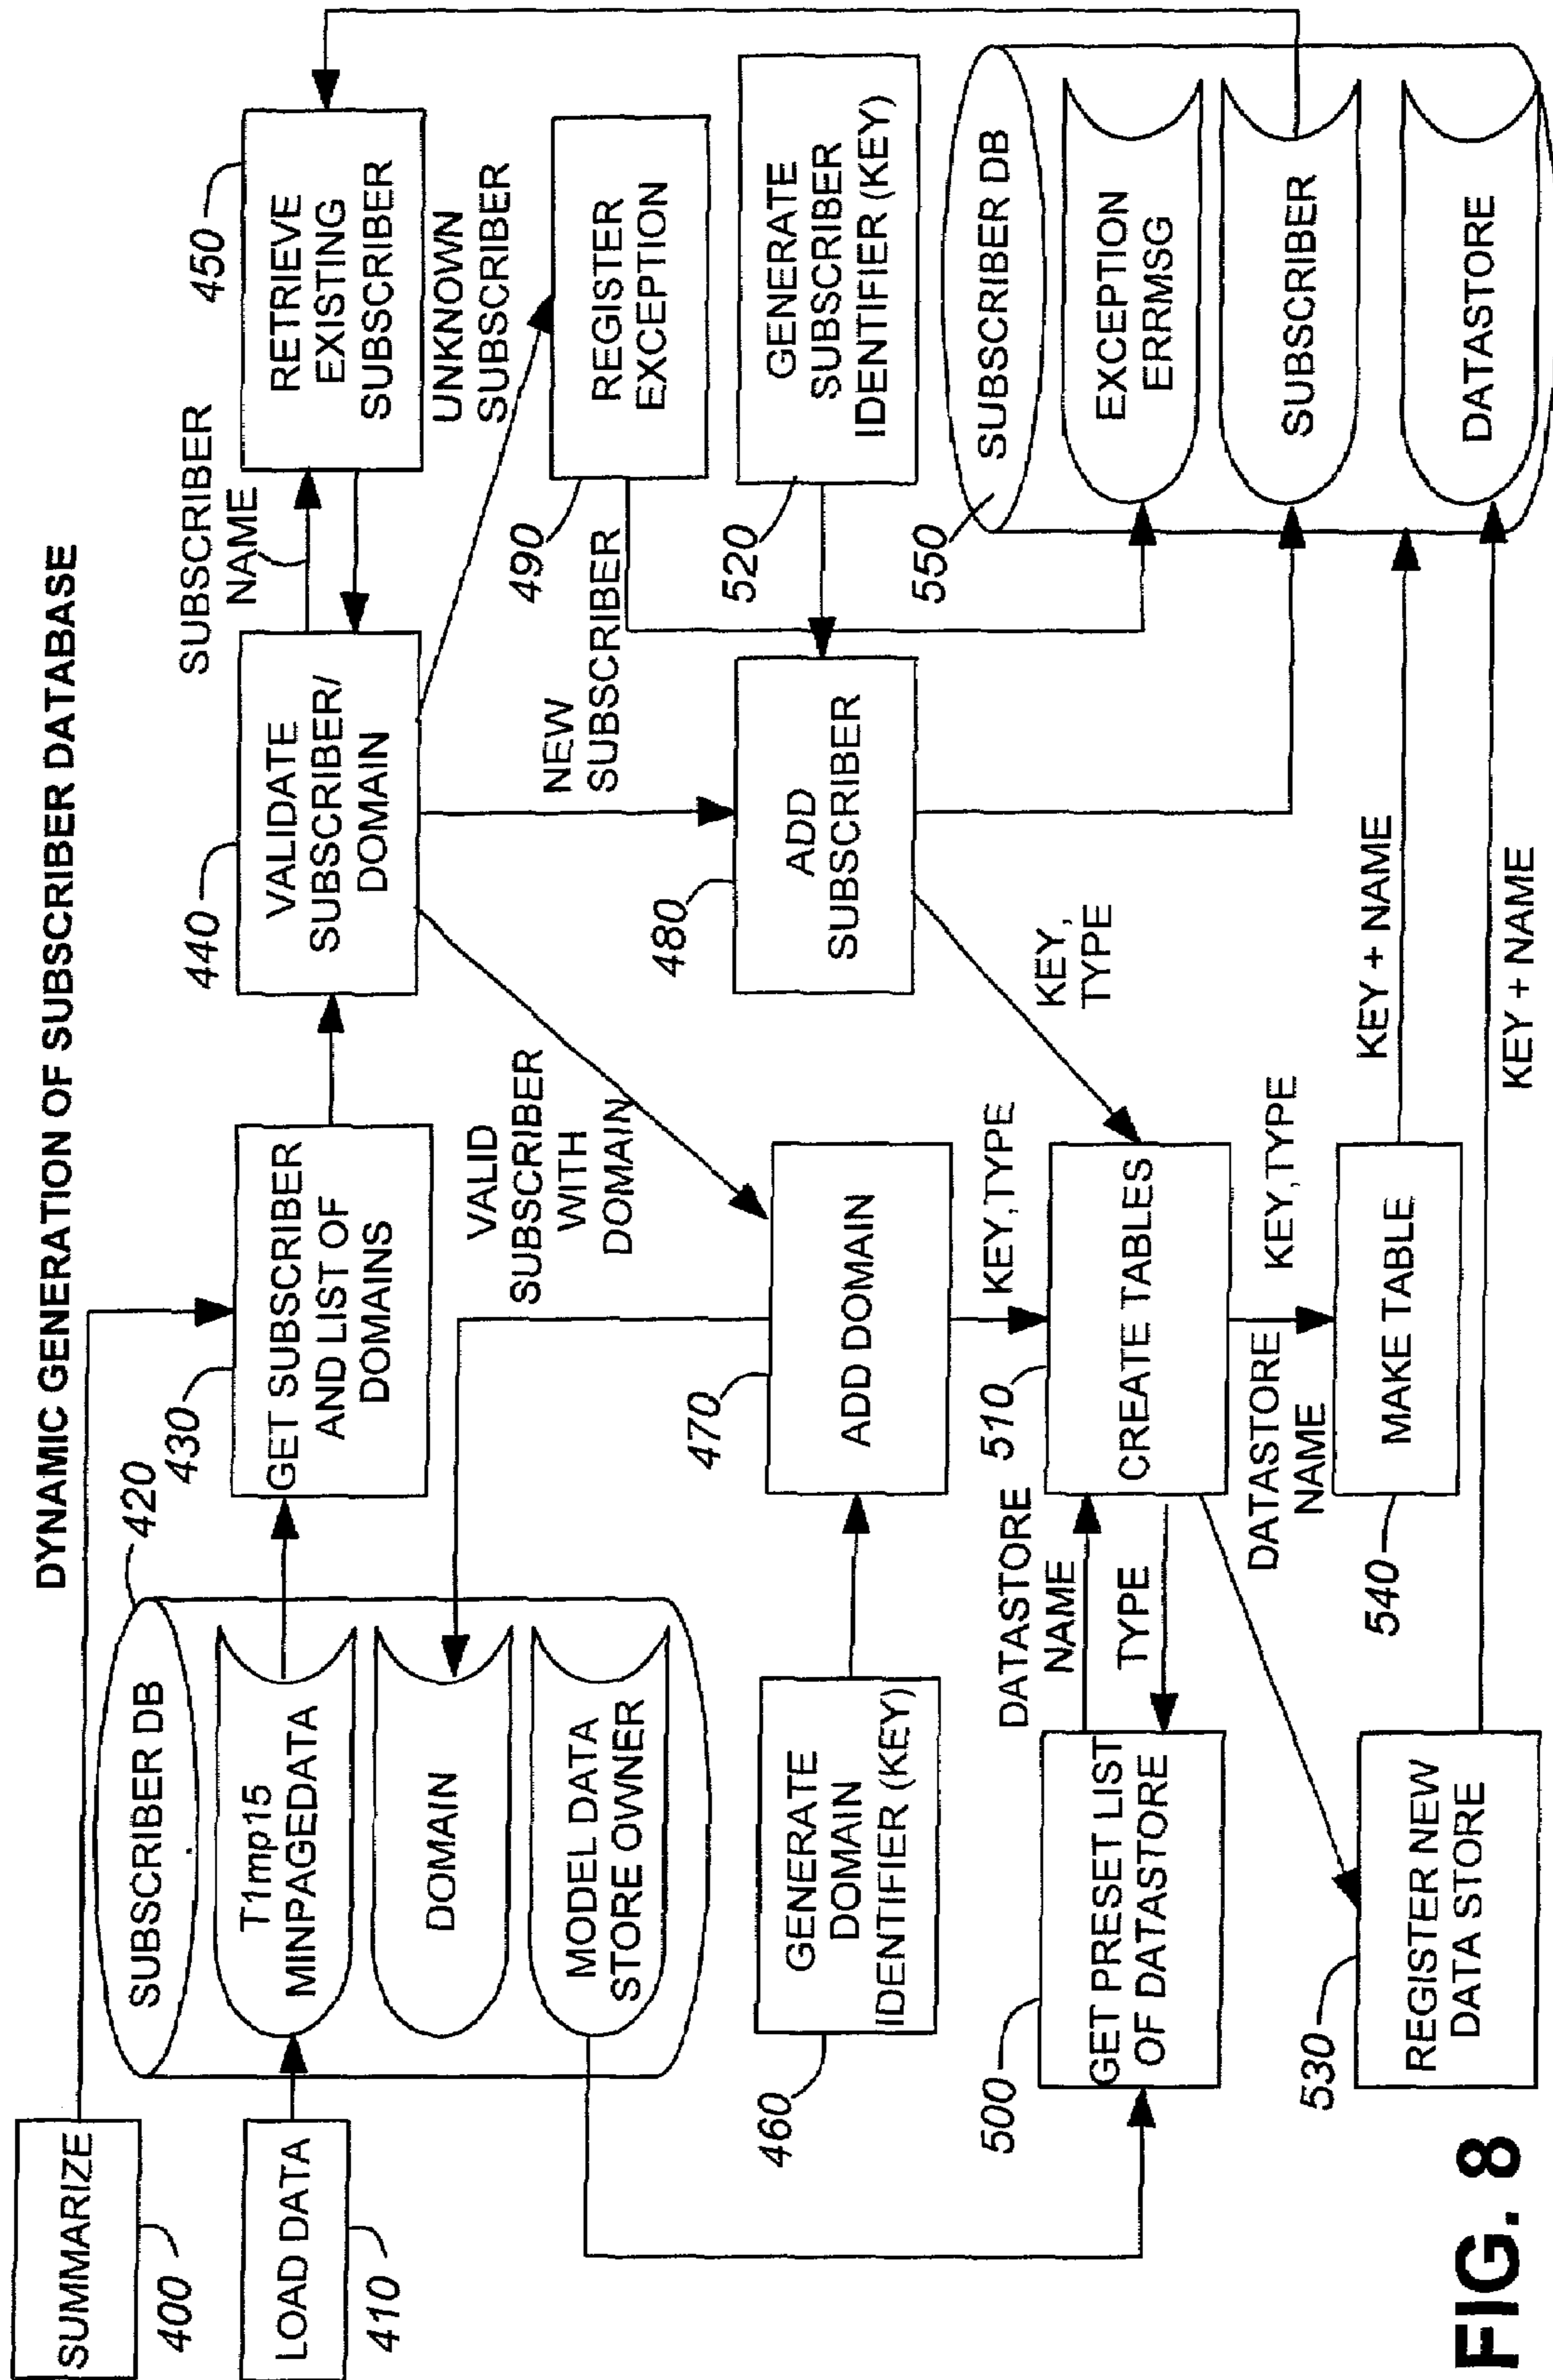 DYNAMIC GENERATION OF SUBSCRIBER DATABASE
SUMMARIZE
400
LOAD DATA
410
420
SUBSCRIBER DB
T1mp15
MINPAGEDATA
DOMAIN
MODEL DATA
STORE OWNER
430
GET SUBSCRIBER
AND LIST OF
DOMAINS
440
VALIDATE
SUBSCRIBER/
DOMAIN
SUBSCRIBER
NAME
450
RETRIEVE
EXISTING
SUBSCRIBER
UNKNOWN
SUBSCRIBER
490
REGISTER
EXCEPTION
VALID
SUBSCRIBER
WITH
DOMAIN
NEW
SUBSCRIBER
460
GENERATE
DOMAIN
IDENTIFIER (KEY)
470
ADD DOMAIN
480
ADD
SUBSCRIBER
520
GENERATE
SUBSCRIBER
IDENTIFIER (KEY)
KEY,TYPE
KEY,
TYPE
500
GET PRESET LIST
OF DATASTORE
DATASTORE
NAME
TYPE
510
CREATE TABLES
550
SUBSCRIBER DB
EXCEPTION
ERRMSG
SUBSCRIBER
DATASTORE
DATASTORE
NAME
KEY,TYPE
530
REGISTER NEW
DATA STORE
540
MAKE TABLE
KEY + NAME
KEY + NAME
FIG. 8